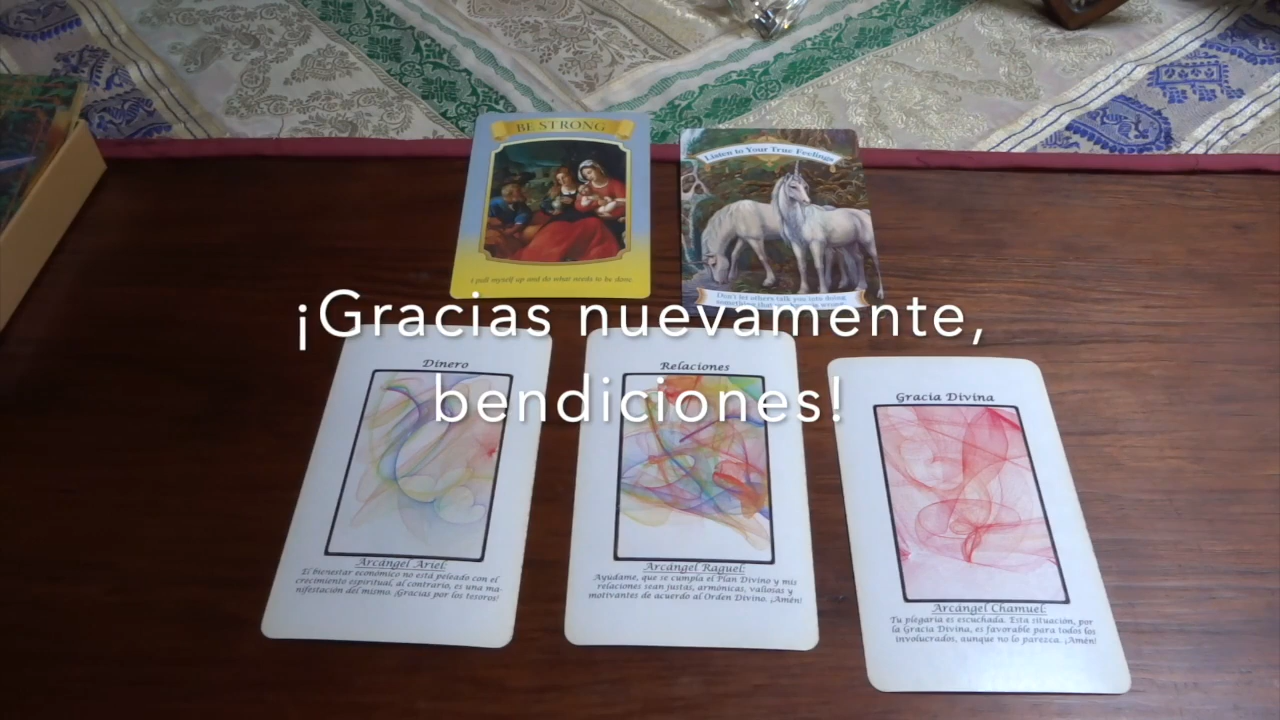 BE STRONG
I pull myself up and do what needs to be done.
Listen to Your True Feelings
Don't let others talk you into doing
something that
¡Gracias nuevamente,
bendiciones!
Dinero
Arcángel Ariel:
El bienestar económico no está peleado con el
crecimiento espiritual, al contrario, es una ma-
nifestación del mismo. ¡Gracias por los tesoros!
Relaciones
Arcángel Raguel:
Ayúdame, que se cumpla el Plan Divino y mis
relaciones sean justas, armónicas, valiosas y
motivantes de acuerdo al Orden Divino. ¡Amén!
Gracia Divina
Arcángel Chamuel:
Tu plegaria es escuchada. Esta situación, por
la Gracia Divina, es favorable para todos los
involucrados, aunque no lo parezca. ¡Amén!